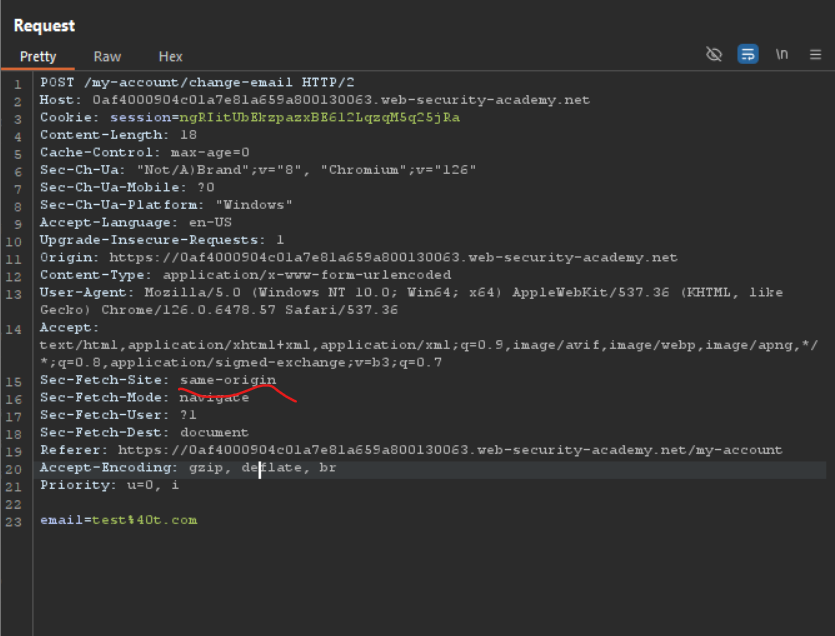 Request
Pretty Raw Hex
\n
1 POST /my-account/change-email HTTP/2
2 Host: 0af4000904c01a7e81a659a800130063.web-security-academy.net
3 Cookie: session=ngRIitUbEkzpazxBE612LqzqM5q25jRa
4 Content-Length: 18
5 Cache-Control: max-age=0
6 Sec-Ch-Ua: "Not/A)Brand";v="8", "Chromium";v="126"
7 Sec-Ch-Ua-Mobile: ?0
8 Sec-Ch-Ua-Platform: "Windows"
9 Accept-Language: en-US
10 Upgrade-Insecure-Requests: 1
11 Origin: https://0af4000904c01a7e81a659a800130063.web-security-academy.net
12 Content-Type: application/x-www-form-urlencoded
13 User-Agent: Mozilla/5.0 (Windows NT 10.0; Win64; x64) AppleWebKit/537.36 (KHTML, like
Gecko) Chrome/126.0.6478.57 Safari/537.36
14 Accept:
text/html,application/xhtml+xml,application/xml;q=0.9,image/avif,image/webp,image/apng,*/
*;q=0.8,application/signed-exchange;v=b3;q=0.7
15 Sec-Fetch-Site: same-origin
16 Sec-Fetch-Mode: navigate
17 Sec-Fetch-User: ?1
18 Sec-Fetch-Dest: document
19 Referer: https://0af4000904c01a7e81a659a800130063.web-security-academy.net/my-account
20 Accept-Encoding: gzip, deflate, br
21 Priority: u=0, i
22
23 email=test%40t.com